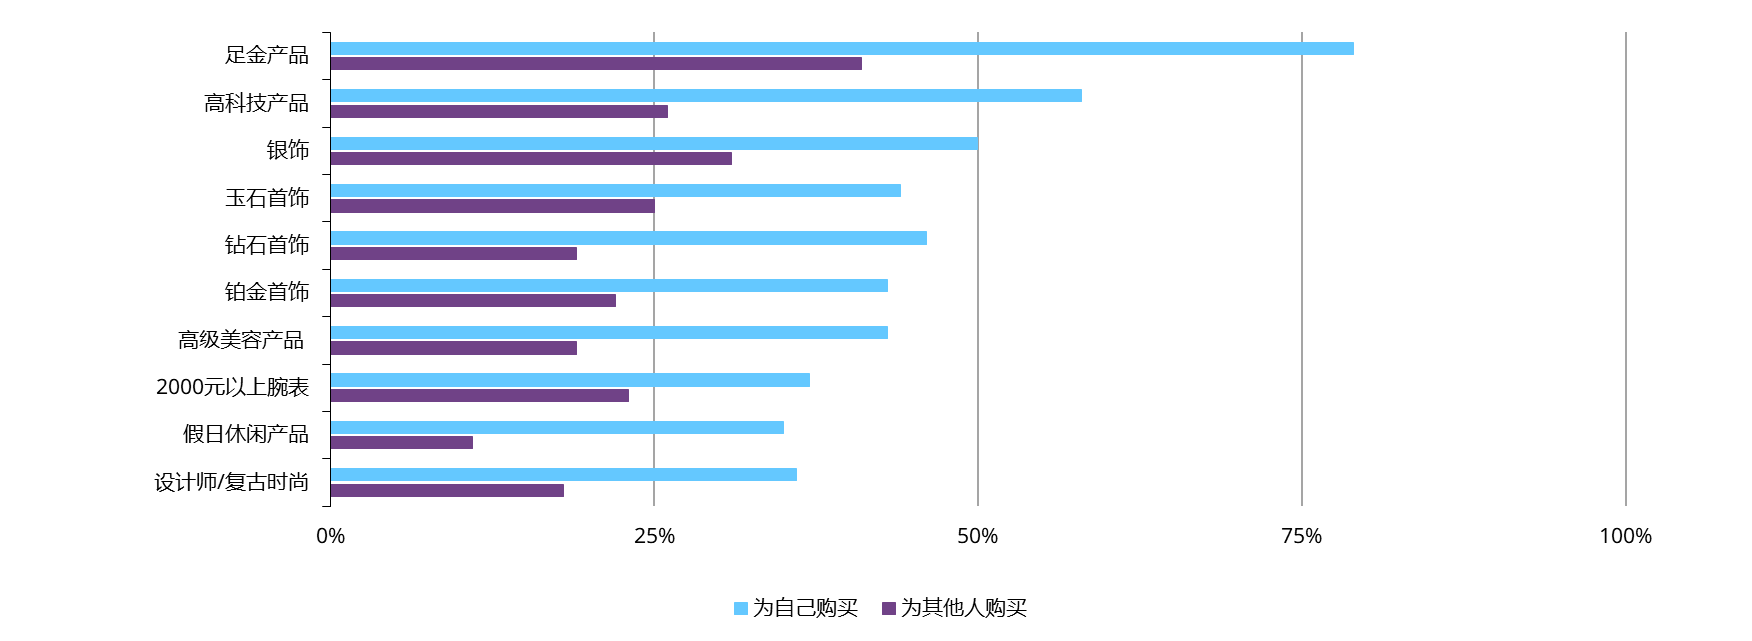 足金产品
高科技产品
银饰
玉石首饰
钻石首饰
铂金首饰
高级美容产品
2000元以上腕表
假日休闲产品
设计师/复古时尚
0% 25% 50% 75% 100%
为自己购买 为其他人购买